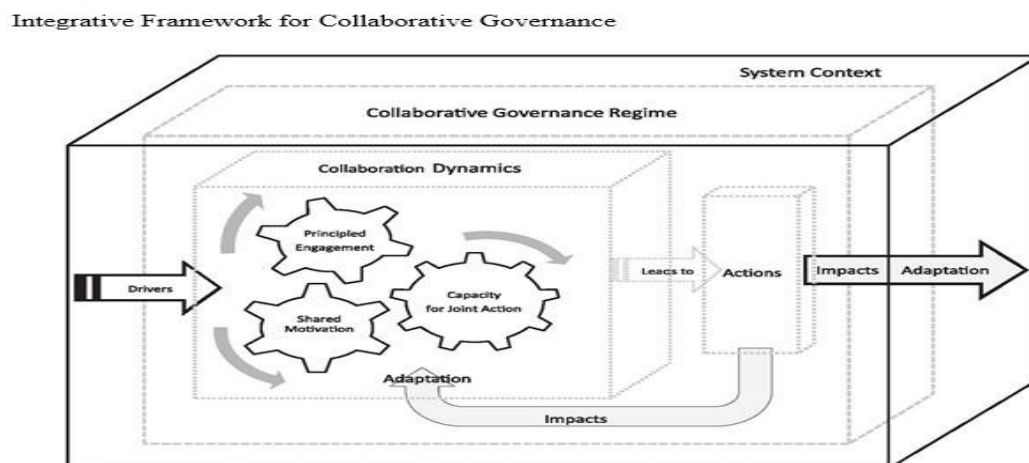 Integrative Framework for Collaborative Governance
System Context
Collaborative Governance Regime
Collaboration Dynamics
Principled
Engagement
Drivers
Leads to
Actions
Impacts
Adaptation
Capacity
for Joint Action
Shared
Motivation
Adaptation
Impacts